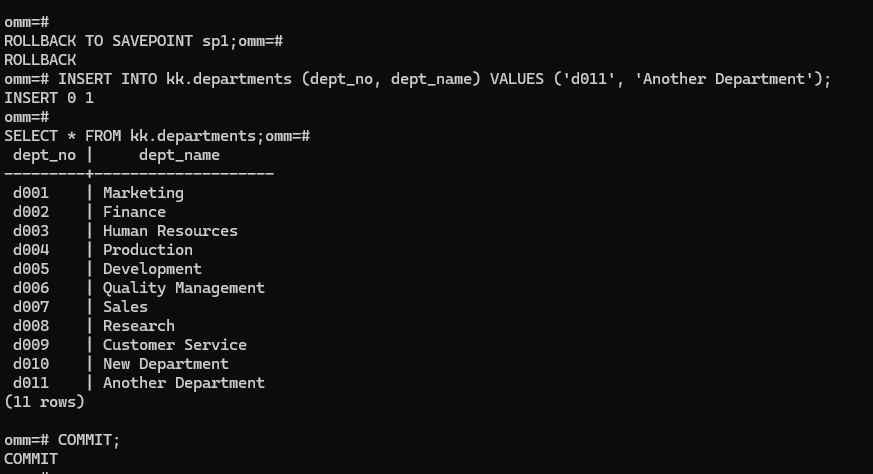 omm=#
ROLLBACK TO SAVEPOINT sp1;omm=#
ROLLBACK
omm=# INSERT INTO kk.departments (dept_no, dept_name) VALUES ('d011', 'Another Department');
INSERT 0 1
omm=#
SELECT * FROM kk.departments;omm=#
 dept_no |     dept_name
---------+--------------------
 d001    | Marketing
 d002    | Finance
 d003    | Human Resources
 d004    | Production
 d005    | Development
 d006    | Quality Management
 d007    | Sales
 d008    | Research
 d009    | Customer Service
 d010    | New Department
 d011    | Another Department
(11 rows)

omm=# COMMIT;
COMMIT